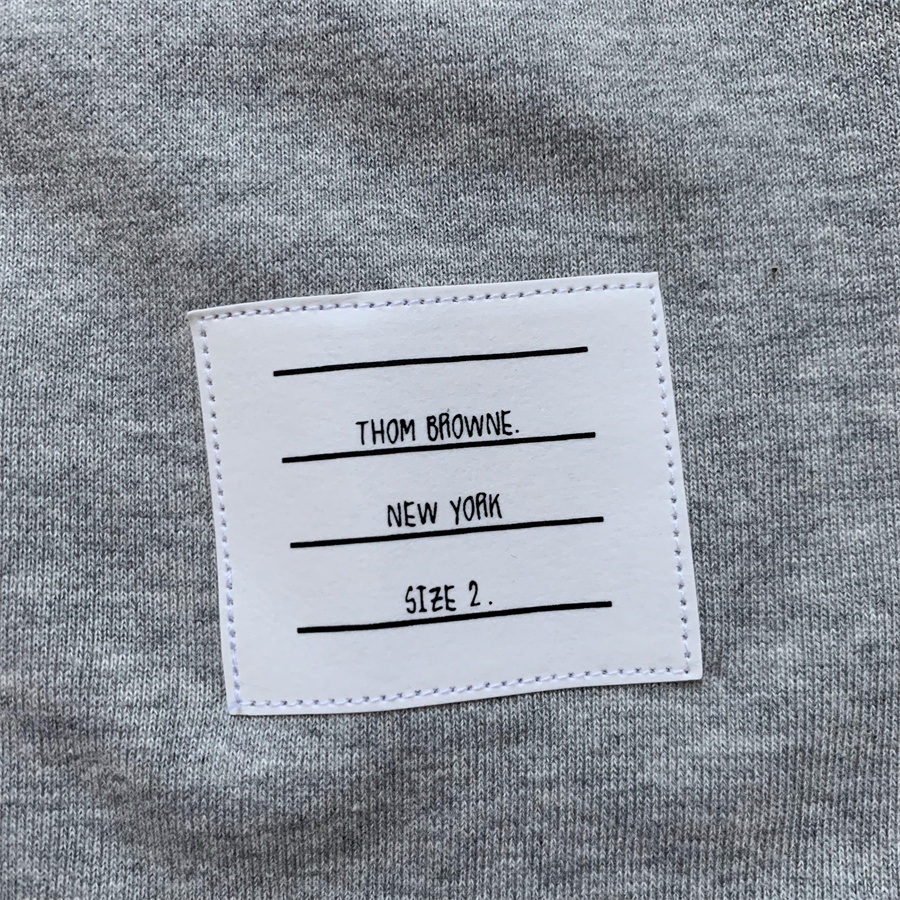 THOM BROWNE.
NEW YORK
SIZE 2.